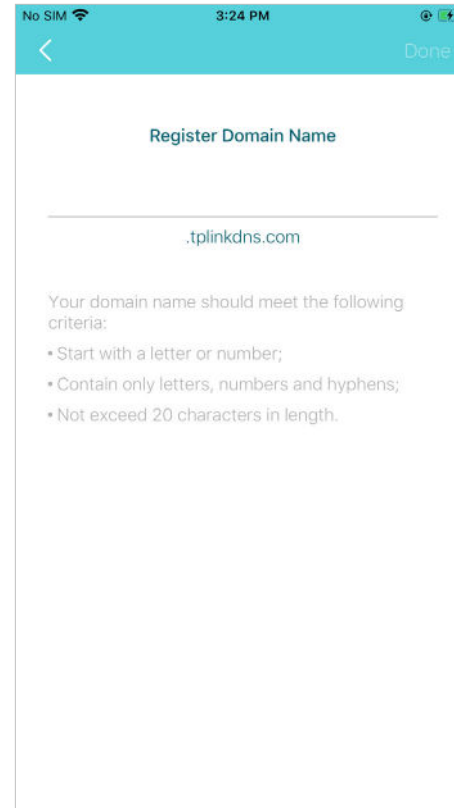 No SIM 3:24 PM
Done
Register Domain Name
.tplinkdns.com
Your domain name should meet the following
criteria:
• Start with a letter or number;
• Contain only letters, numbers and hyphens;
• Not exceed 20 characters in length.